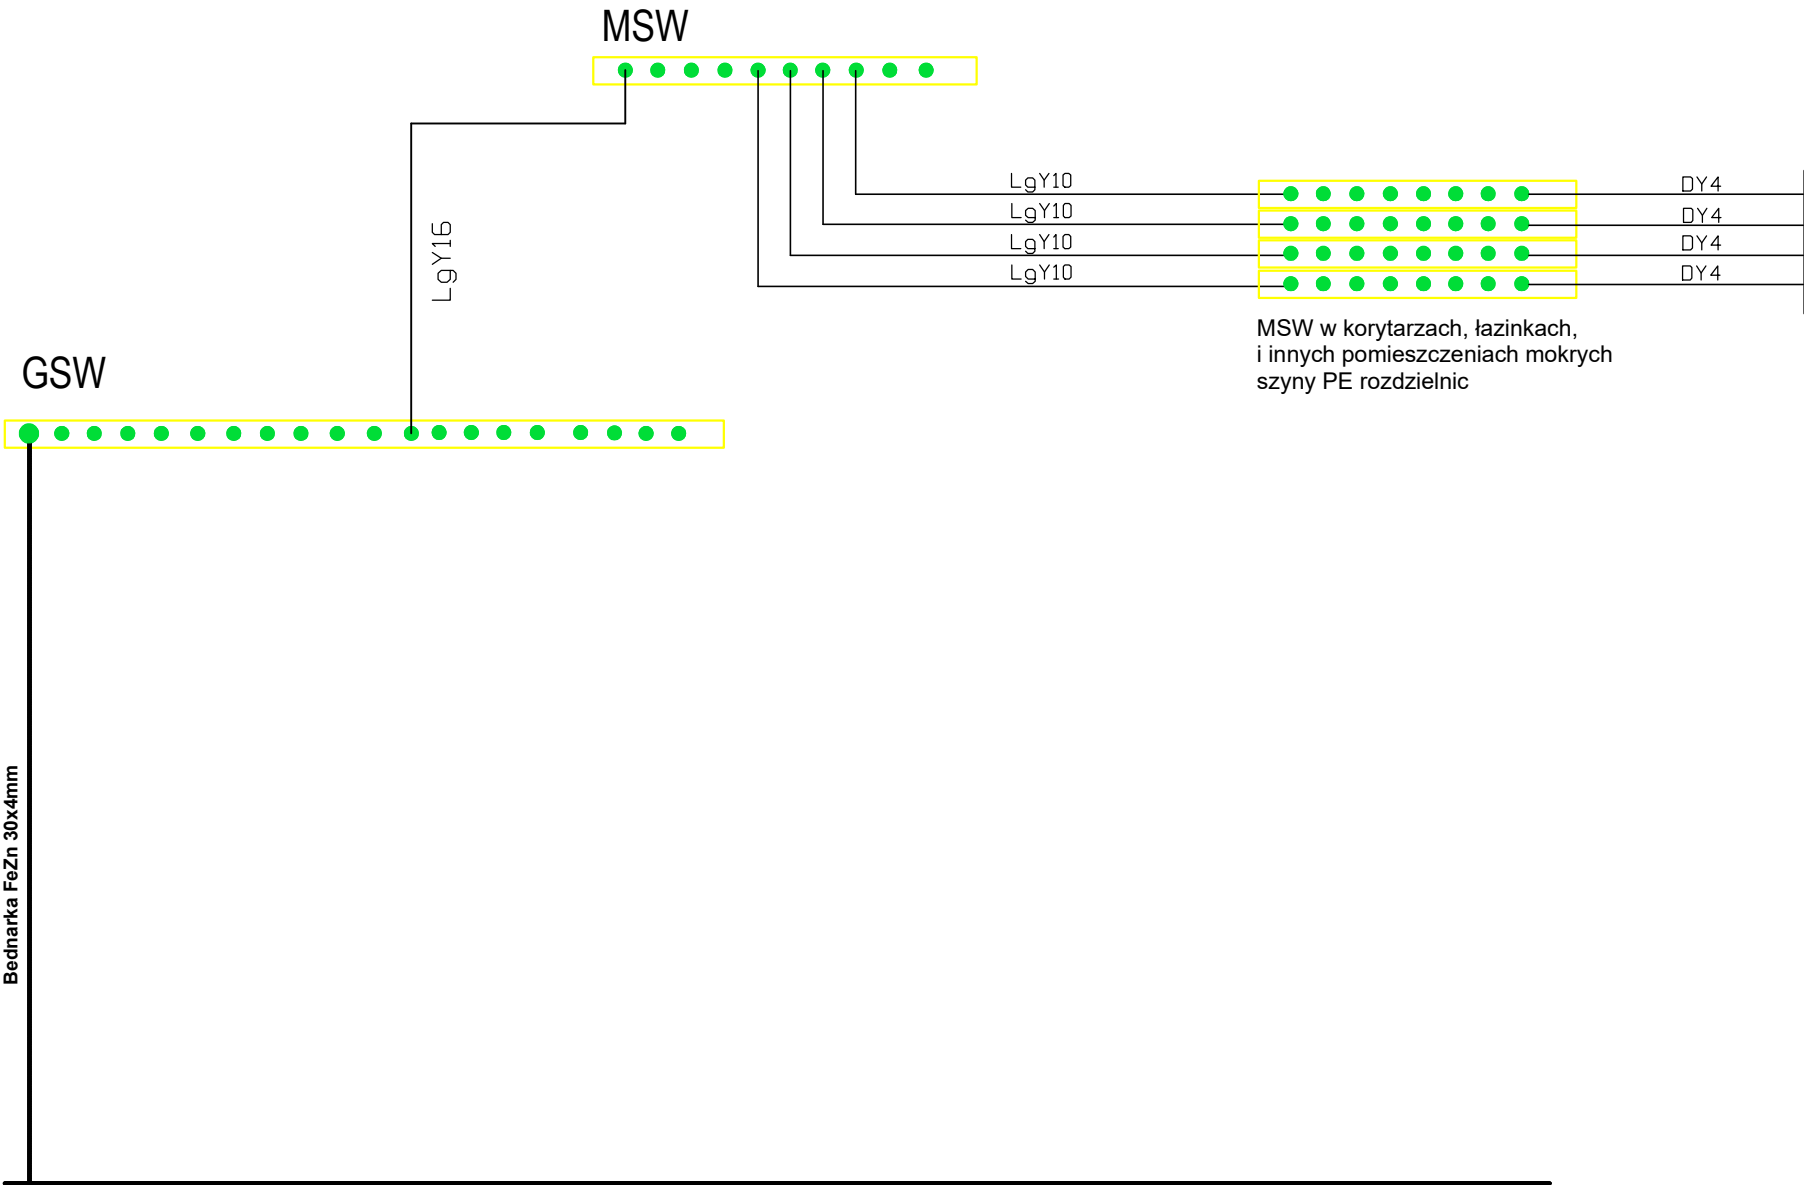 MSW
LgY10
DY4
LgY10
DY4
LgY10
DY4
LgY10
DY4
LgY16
MSW w korytarzach, łazinkach,
i innych pomieszczeniach mokrych
szyny PE rozdzielnic
GSW
Bednarka FeZn 30x4mm